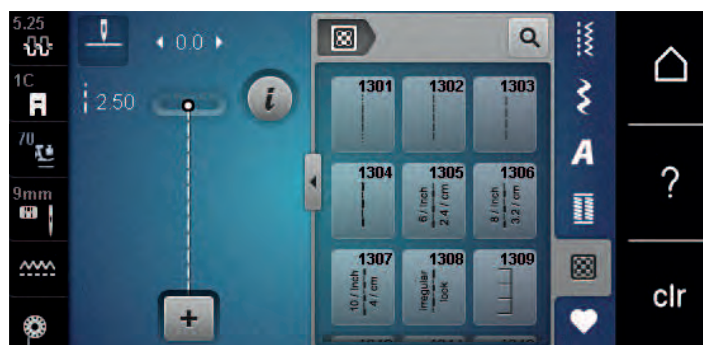 5.25
0.0
1C
2.50
i
70
9mm
+
1301
1302
1303
1304
1305
6 / Inch
2.4 / cm
1306
8 / Inch
3.2 / cm
1307
10 / Inch
4 / cm
1308
irregular
look
1309
A
?
clr